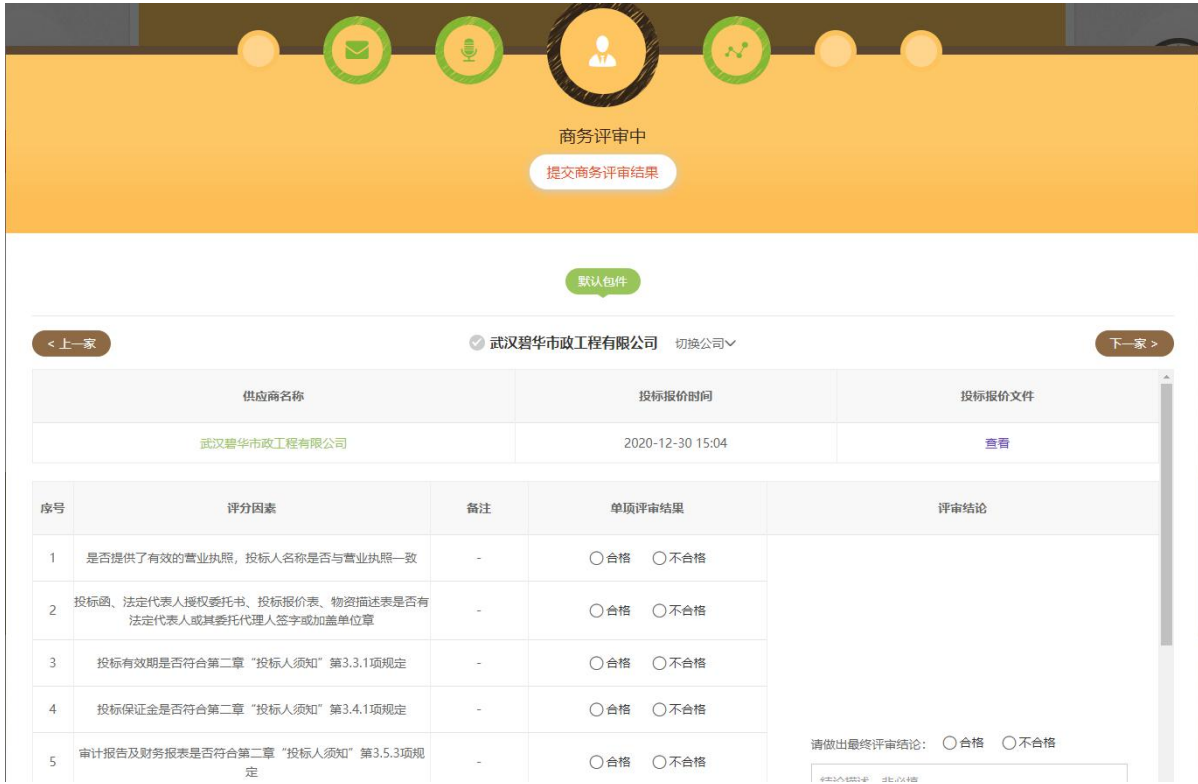 商务评审中
提交商务评审结果
默认包件
< 上一家
武汉碧华市政工程有限公司 切换公司
下一家 >
供应商名称 投标报价时间 投标报价文件
武汉碧华市政工程有限公司 2020-12-30 15:04 查看
序号 评分因素 备注 单项评审结果 评审结论
1 是否提供了有效的营业执照，投标人名称是否与营业执照一致 - 合格 不合格
2 投标函、法定代表人授权委托书、投标报价表、物资描述表是否有
法定代表人或其委托代理人签字或加盖单位章 - 合格 不合格
3 投标有效期是否符合第二章“投标人须知”第3.3.1项规定 - 合格 不合格
4 投标保证金是否符合第二章“投标人须知”第3.4.1项规定 - 合格 不合格
5 审计报告及财务报表是否符合第二章“投标人须知”第3.5.3项规
定 - 合格 不合格
请做出最终评审结论： 合格 不合格